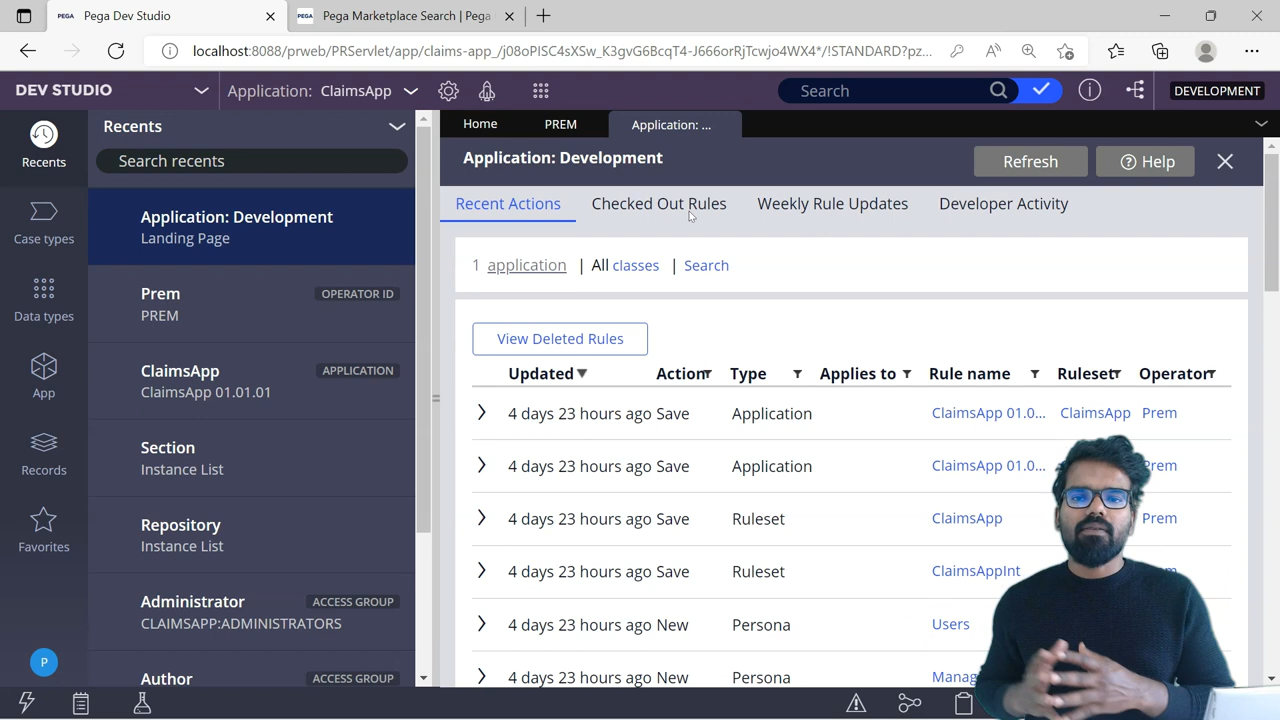 PEGA Pega Dev Studio
PEGA Pega Marketplace Search | Pega
localhost:8088/prweb/PRServlet/app/claims-app_/j08oPISC4sXSw_K3gvG6BcqT4-J666orRjTcwjo4WX4*/!STANDARD?pz...
DEV STUDIO
Application: ClaimsApp
Search
DEVELOPMENT
Recents
Case types
Data types
App
Records
Favorites
P
Recents
Search recents
Application: Development
Landing Page
Prem OPERATOR ID
PREM
ClaimsApp APPLICATION
ClaimsApp 01.01.01
Section
Instance List
Repository
Instance List
Administrator ACCESS GROUP
CLAIMSAPP:ADMINISTRATORS
Author ACCESS GROUP
Home PREM Application: ...
Application: Development Refresh Help
Recent Actions Checked Out Rules Weekly Rule Updates Developer Activity
1 application | All classes | Search
View Deleted Rules
Updated Action Type Applies to Rule name Ruleset Operator
4 days 23 hours ago Save Application ClaimsApp 01.0... ClaimsApp Prem
4 days 23 hours ago Save Application ClaimsApp 01.0... Prem
4 days 23 hours ago Save Ruleset ClaimsApp Prem
4 days 23 hours ago Save Ruleset ClaimsAppInt
4 days 23 hours ago New Persona Users
4 days 23 hours ago New Persona